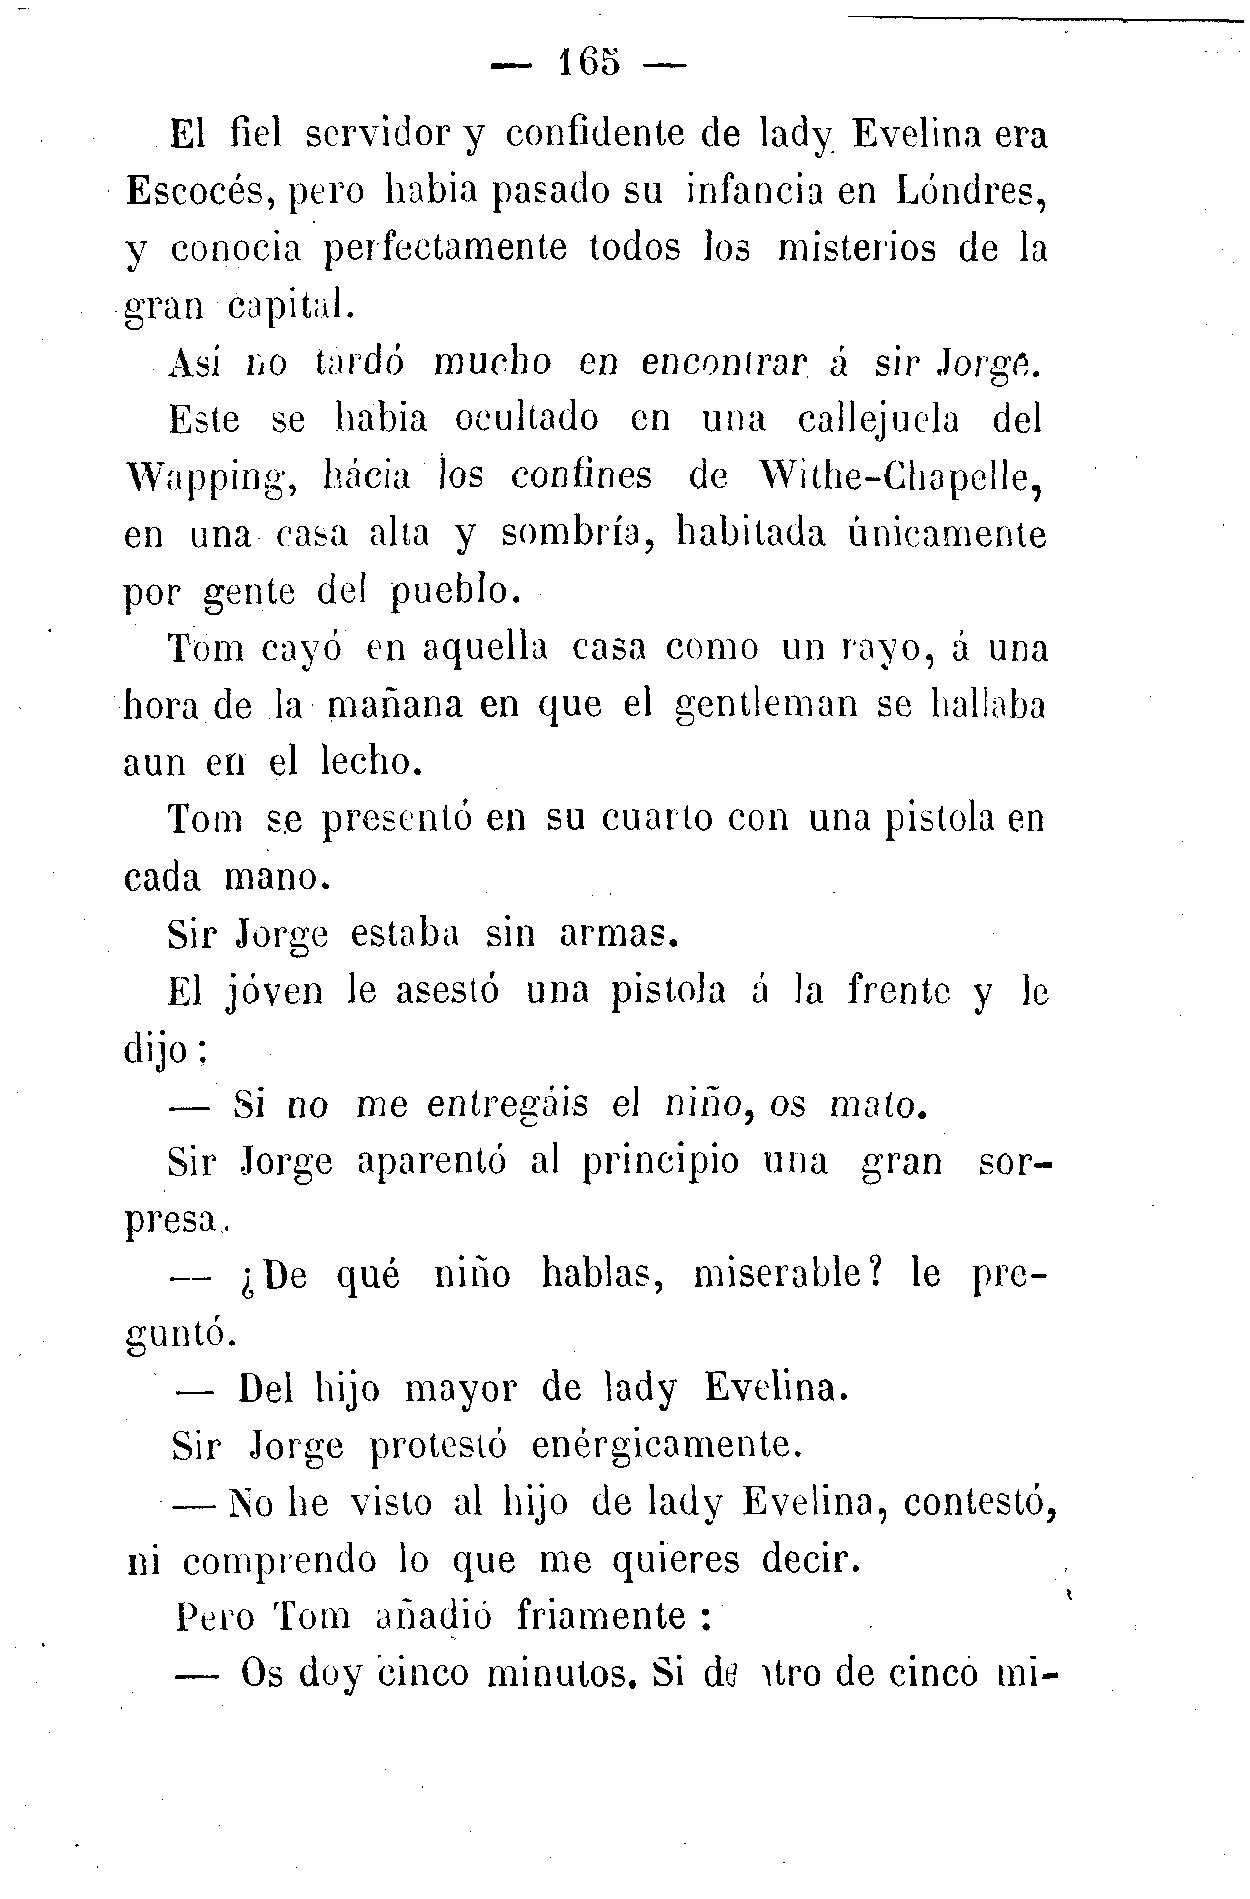 — 165 —
El fiel servidor y confidente de lady Evelina era
Escocés, pero habia pasado su infancia en Lóndres,
y conocia perfectamente todos los misterios de la
gran capital.
Así no tardó mucho en encontrar á sir Jorge.
Este se habia ocultado en una callejuela del
Wapping, hácia los confines de Withe-Chapelle,
en una casa alta y sombría, habitada únicamente
por gente del pueblo.
Tom cayó en aquella casa como un rayo, á una
hora de la mañana en que el gentleman se hallaba
aun en el lecho.
Tom se presentó en su cuarto con una pistola en
cada mano.
Sir Jorge estaba sin armas.
El jóven le asestó una pistola á la frente y le
dijo :
— Si no me entregáis el niño, os mato.
Sir Jorge aparentó al principio una gran sor-
presa.
— ¿De qué niño hablas, miserable? le pre-
guntó.
— Del hijo mayor de lady Evelina.
Sir Jorge protestó enérgicamente.
— No he visto al hijo de lady Evelina, contestó,
ni comprendo lo que me quieres decir.
Pero Tom añadió friamente :
— Os doy cinco minutos. Si dentro de cinco mi-